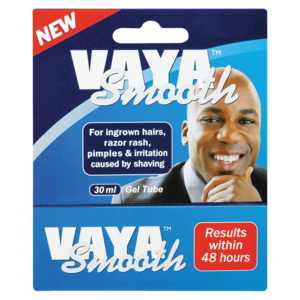 NEW
VAYA™
Smooth
For ingrown hairs,
razor rash,
pimples & irritation
caused by shaving
30 ml Gel Tube
VAYA™
Smooth
Results
within
48 hours